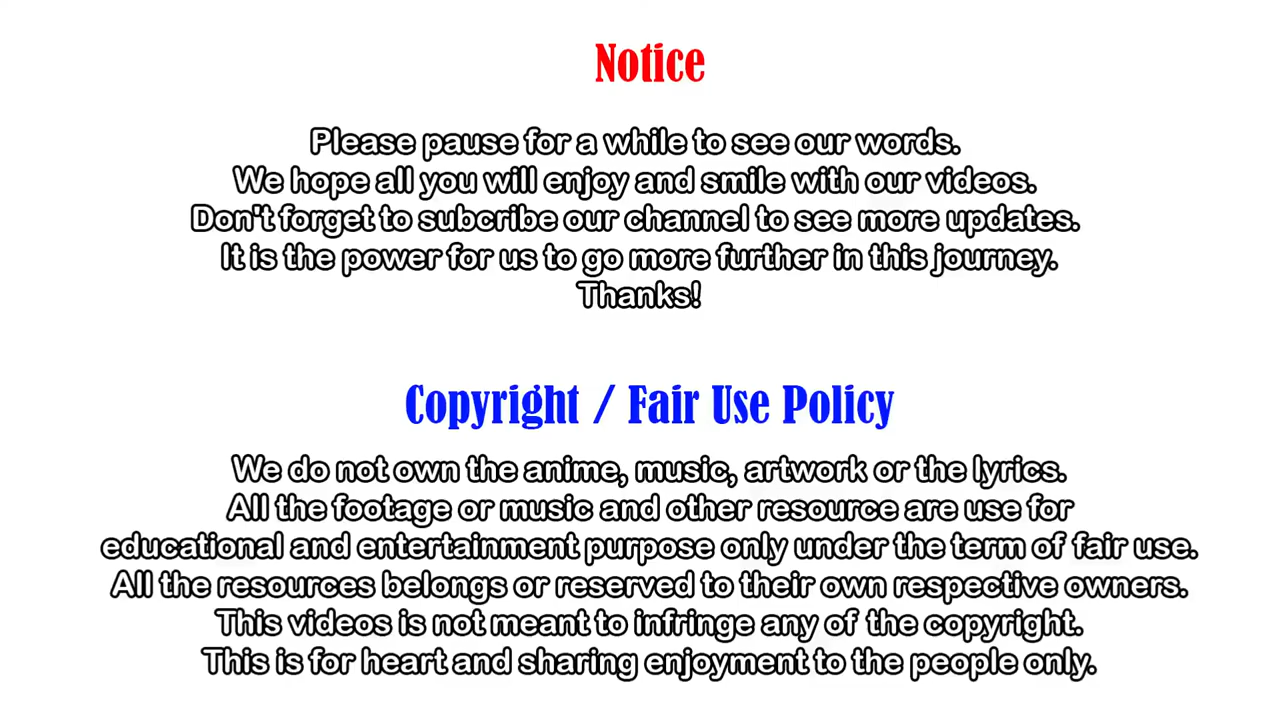 Notice
Please pause for a while to see our words.
We hope all you will enjoy and smile with our videos.
Don't forget to subcribe our channel to see more updates.
It is the power for us to go more further in this journey.
Thanks!
Copyright / Fair Use Policy
We do not own the anime, music, artwork or the lyrics.
All the footage or music and other resource are use for
educational and entertainment purpose only under the term of fair use.
All the resources belongs or reserved to their own respective owners.
This videos is not meant to infringe any of the copyright.
This is for heart and sharing enjoyment to the people only.